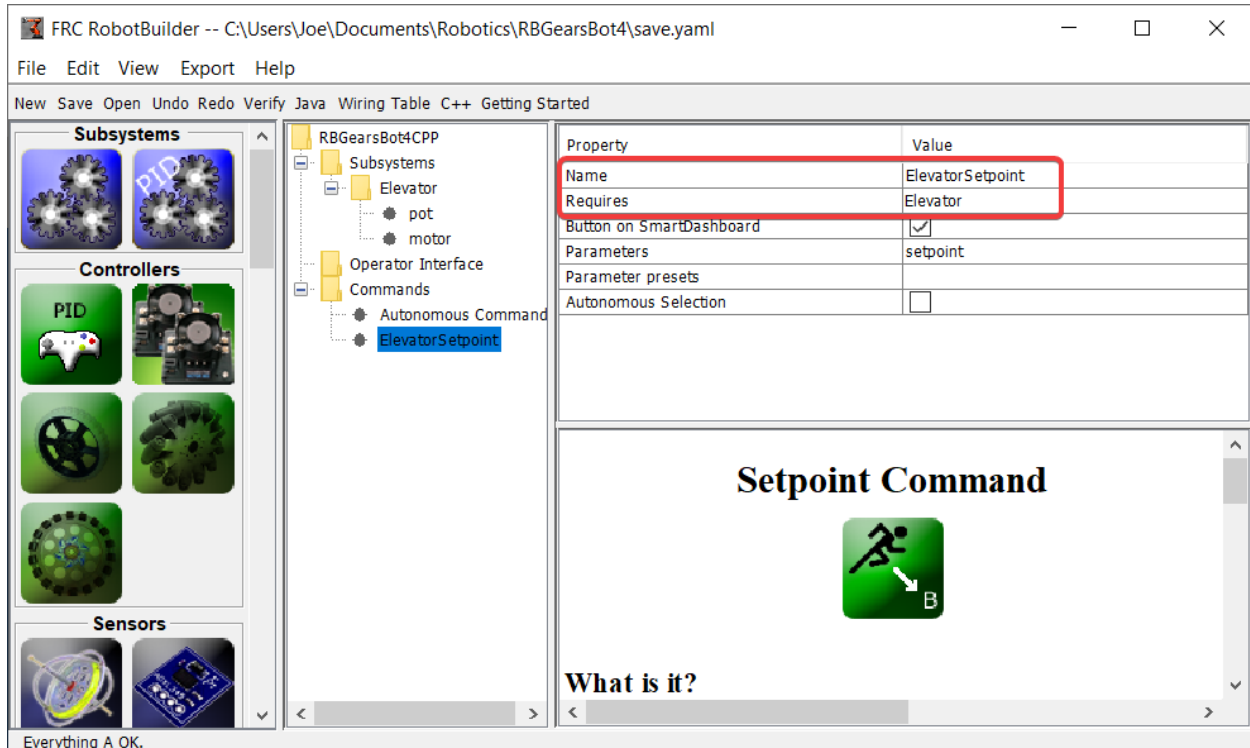 FRC RobotBuilder -- C:\Users\Joe\Documents\Robotics\RBGearsBot4\save.yaml
File Edit View Export Help
New Save Open Undo Redo Verify Java Wiring Table C++ Getting Started
Subsystems
PID
Controllers
PID
Sensors
RBGearsBot4CPP
Subsystems
Elevator
pot
motor
Operator Interface
Commands
Autonomous Command
ElevatorSetpoint
Property Value
Name ElevatorSetpoint
Requires Elevator
Button on SmartDashboard
Parameters setpoint
Parameter presets
Autonomous Selection
Setpoint Command
B
What is it?
Everything A OK.